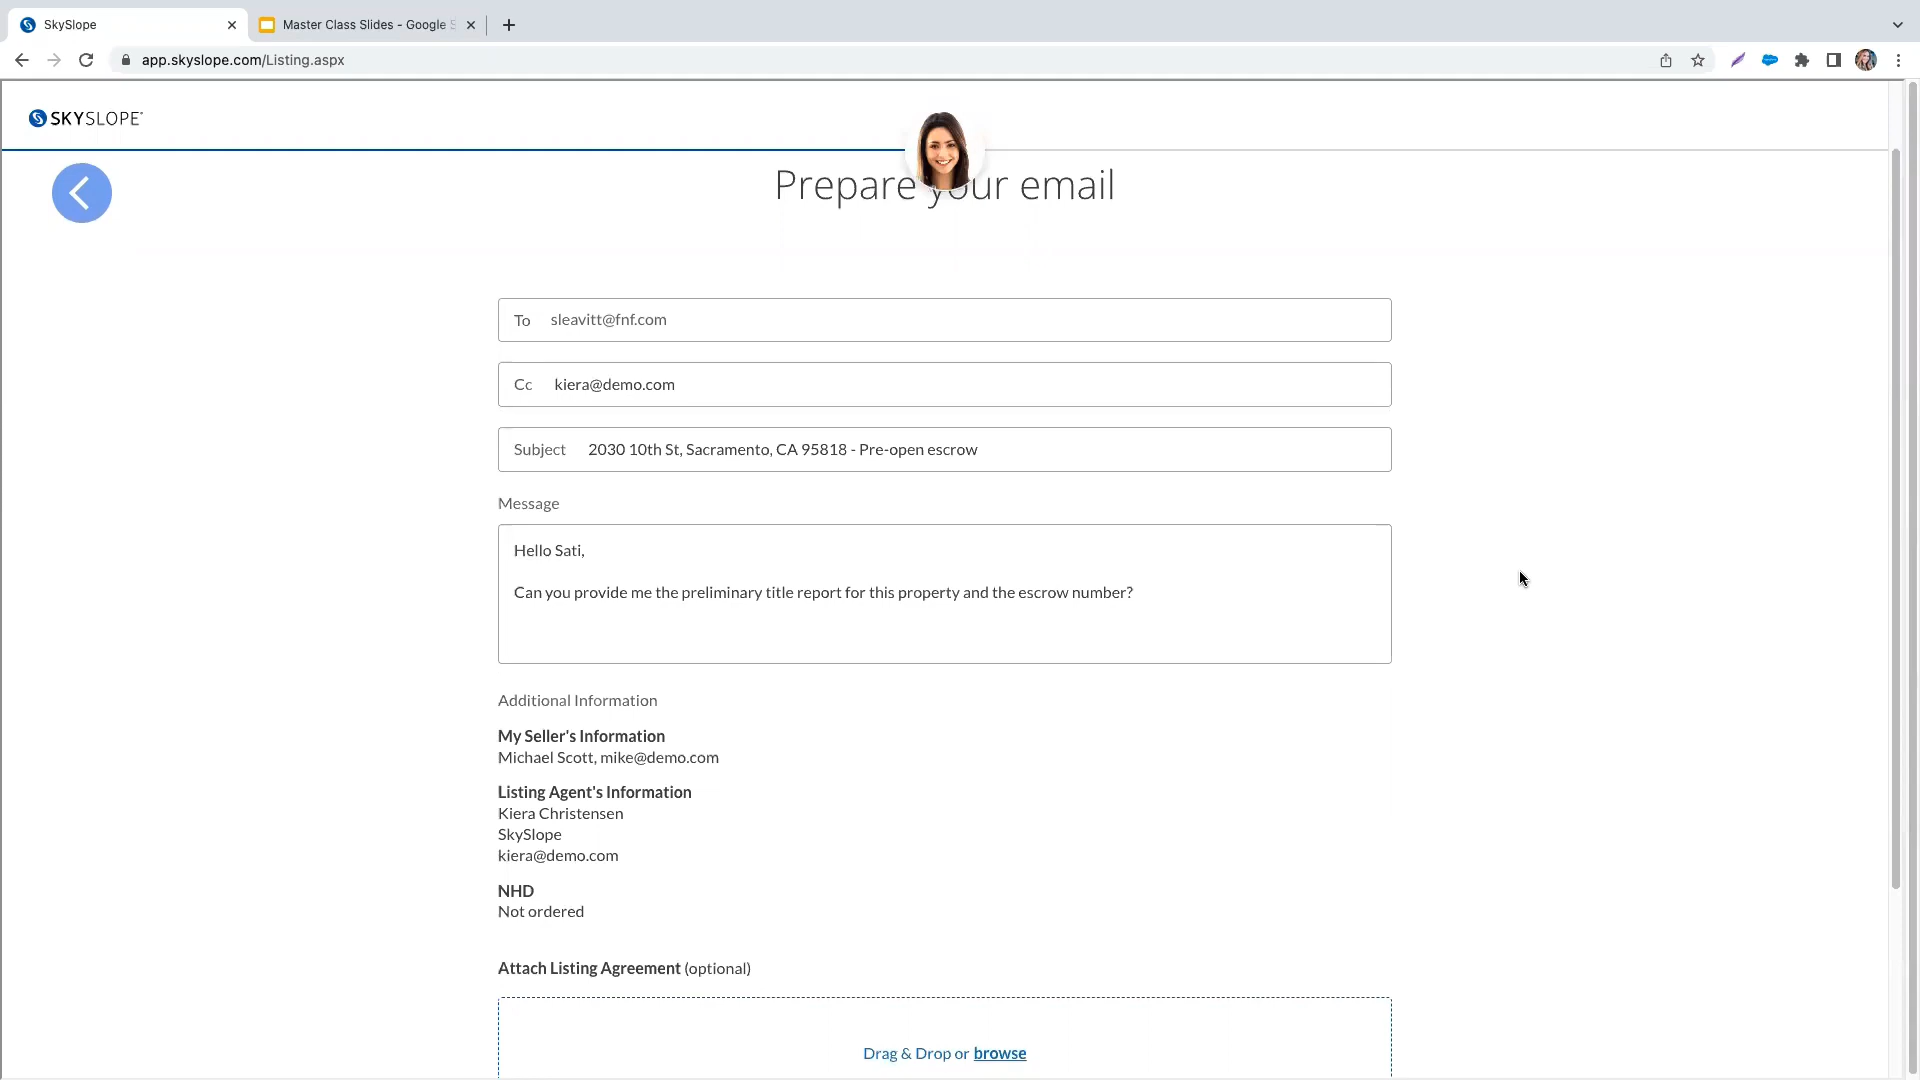 SkySlope
Master Class Slides - Google S
app.skyslope.com/Listing.aspx
SKYSLOPE
Prepare your email
To sleavitt@fnf.com
Cc kiera@demo.com
Subject 2030 10th St, Sacramento, CA 95818 - Pre-open escrow
Message
Hello Sati,
Can you provide me the preliminary title report for this property and the escrow number?
Additional Information
My Seller's Information
Michael Scott, mike@demo.com
Listing Agent's Information
Kiera Christensen
SkySlope
kiera@demo.com
NHD
Not ordered
Attach Listing Agreement (optional)
Drag & Drop or browse